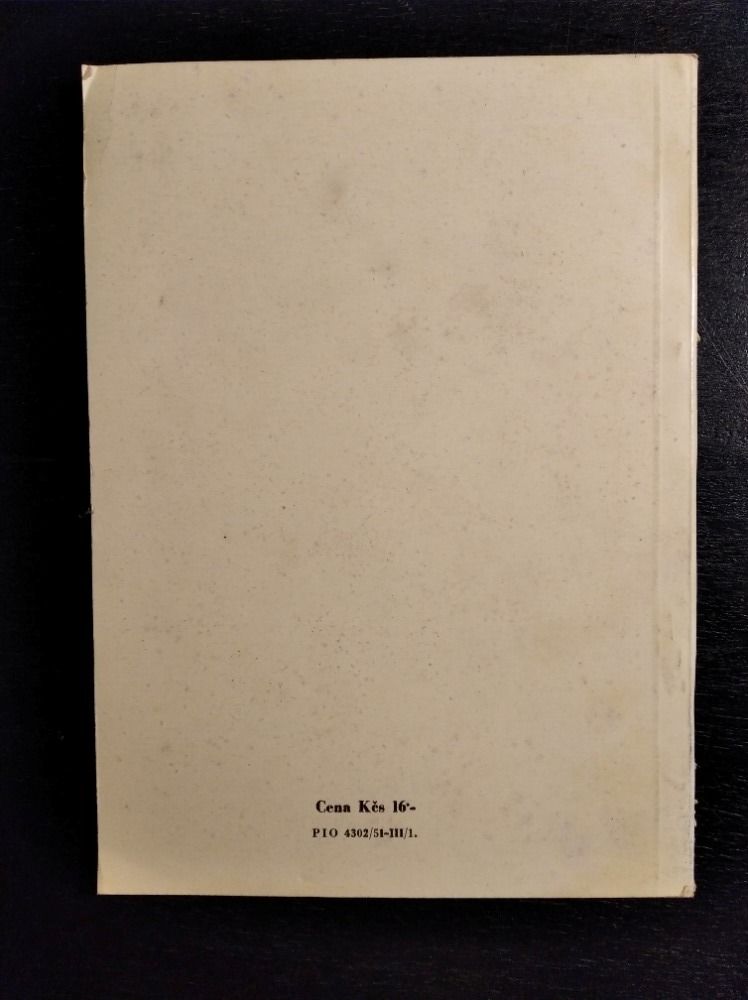 Cena Kčs 16·-
PIO 4302/51-III/1.